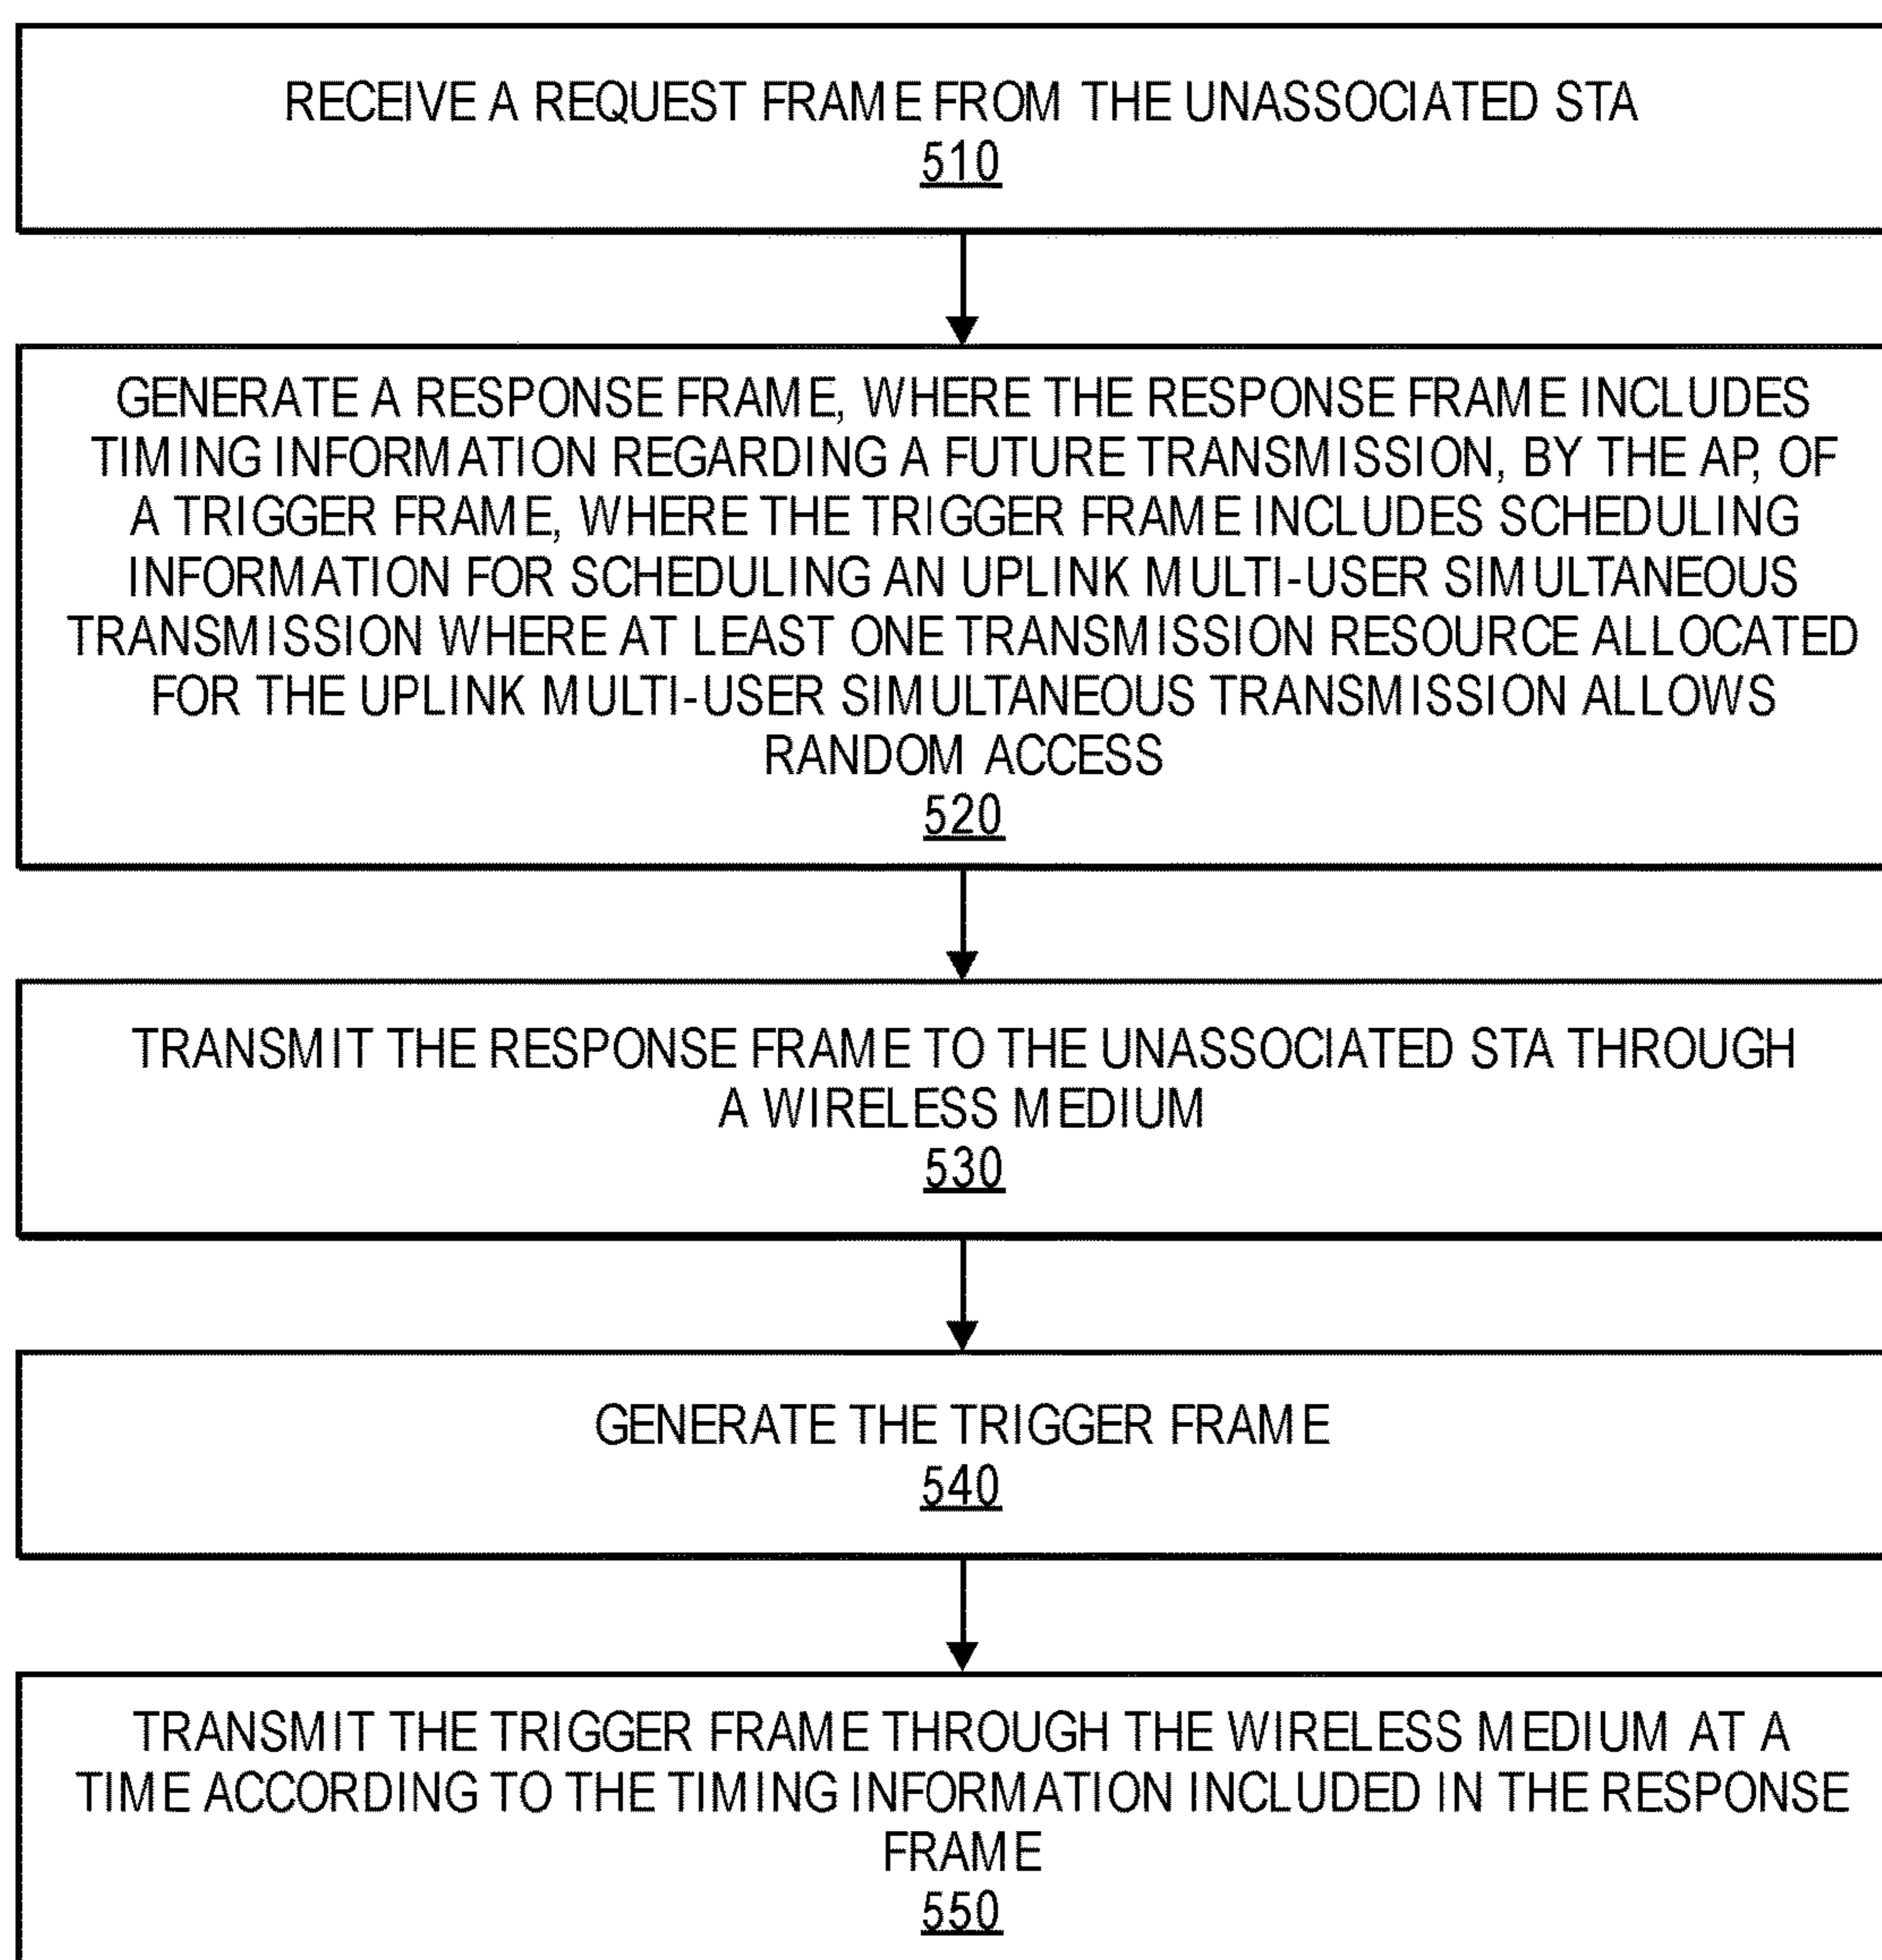 RECEIVE A REQUEST FRAME FROM THE UNASSOCIATED STA
510
GENERATE A RESPONSE FRAME, WHERE THE RESPONSE FRAME INCLUDES
TIMING INFORMATION REGARDING A FUTURE TRANSMISSION, BY THE AP, OF
A TRIGGER FRAME, WHERE THE TRIGGER FRAME INCLUDES SCHEDULING
INFORMATION FOR SCHEDULING AN UPLINK MULTI-USER SIMULTANEOUS
TRANSMISSION WHERE AT LEAST ONE TRANSMISSION RESOURCE ALLOCATED
FOR THE UPLINK MULTI-USER SIMULTANEOUS TRANSMISSION ALLOWS
RANDOM ACCESS
520
TRANSMIT THE RESPONSE FRAME TO THE UNASSOCIATED STA THROUGH
A WIRELESS MEDIUM
530
GENERATE THE TRIGGER FRAME
540
TRANSMIT THE TRIGGER FRAME THROUGH THE WIRELESS MEDIUM AT A
TIME ACCORDING TO THE TIMING INFORMATION INCLUDED IN THE RESPONSE
FRAME
550